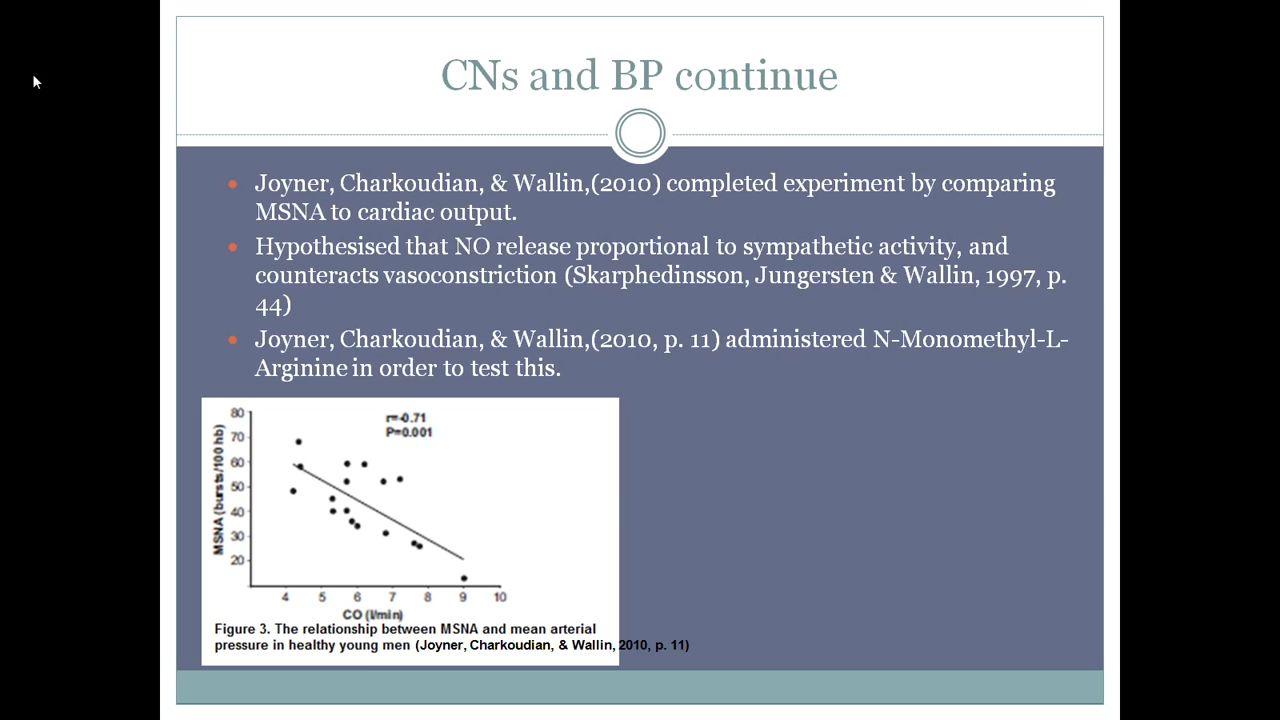 CNs and BP continue
Joyner, Charkoudian, & Wallin,(2010) completed experiment by comparing
MSNA to cardiac output.
Hypothesised that NO release proportional to sympathetic activity, and
counteracts vasoconstriction (Skarphedinsson, Jungersten & Wallin, 1997, p.
44)
Joyner, Charkoudian, & Wallin,(2010, p. 11) administered N-Monomethyl-L-
Arginine in order to test this.
r=-0.71
P=0.001
MSNA (bursts/100 hb)
80
70
60
50
40
30
20
4 5 6 7 8 9 10
CO (l/min)
Figure 3. The relationship between MSNA and mean arterial
pressure in healthy young men (Joyner, Charkoudian, & Wallin, 2010, p. 11)